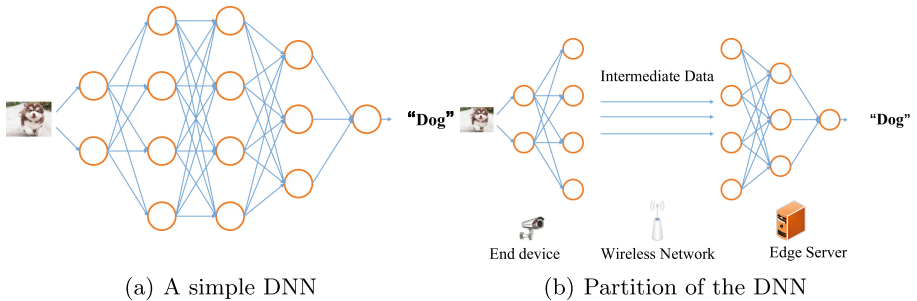 "Dog"
(a) A simple DNN
Intermediate Data
"Dog"
End device
Wireless Network
Edge Server
(b) Partition of the DNN